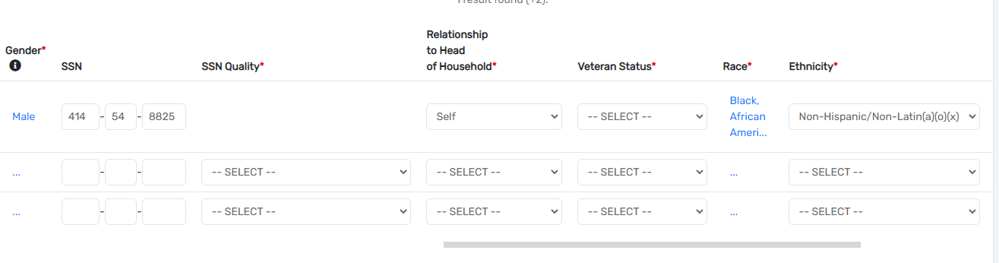 1 result found (+2).
Relationship
Gender* to Head
SSN SSN Quality* of Household* Veteran Status* Race* Ethnicity*
Black,
Male 414 - 54 - 8825 Self -- SELECT -- African Non-Hispanic/Non-Latin(a)(o)(x)
Ameri...
... - - -- SELECT -- -- SELECT -- -- SELECT -- ... -- SELECT --
... - - -- SELECT -- -- SELECT -- -- SELECT -- ... -- SELECT --